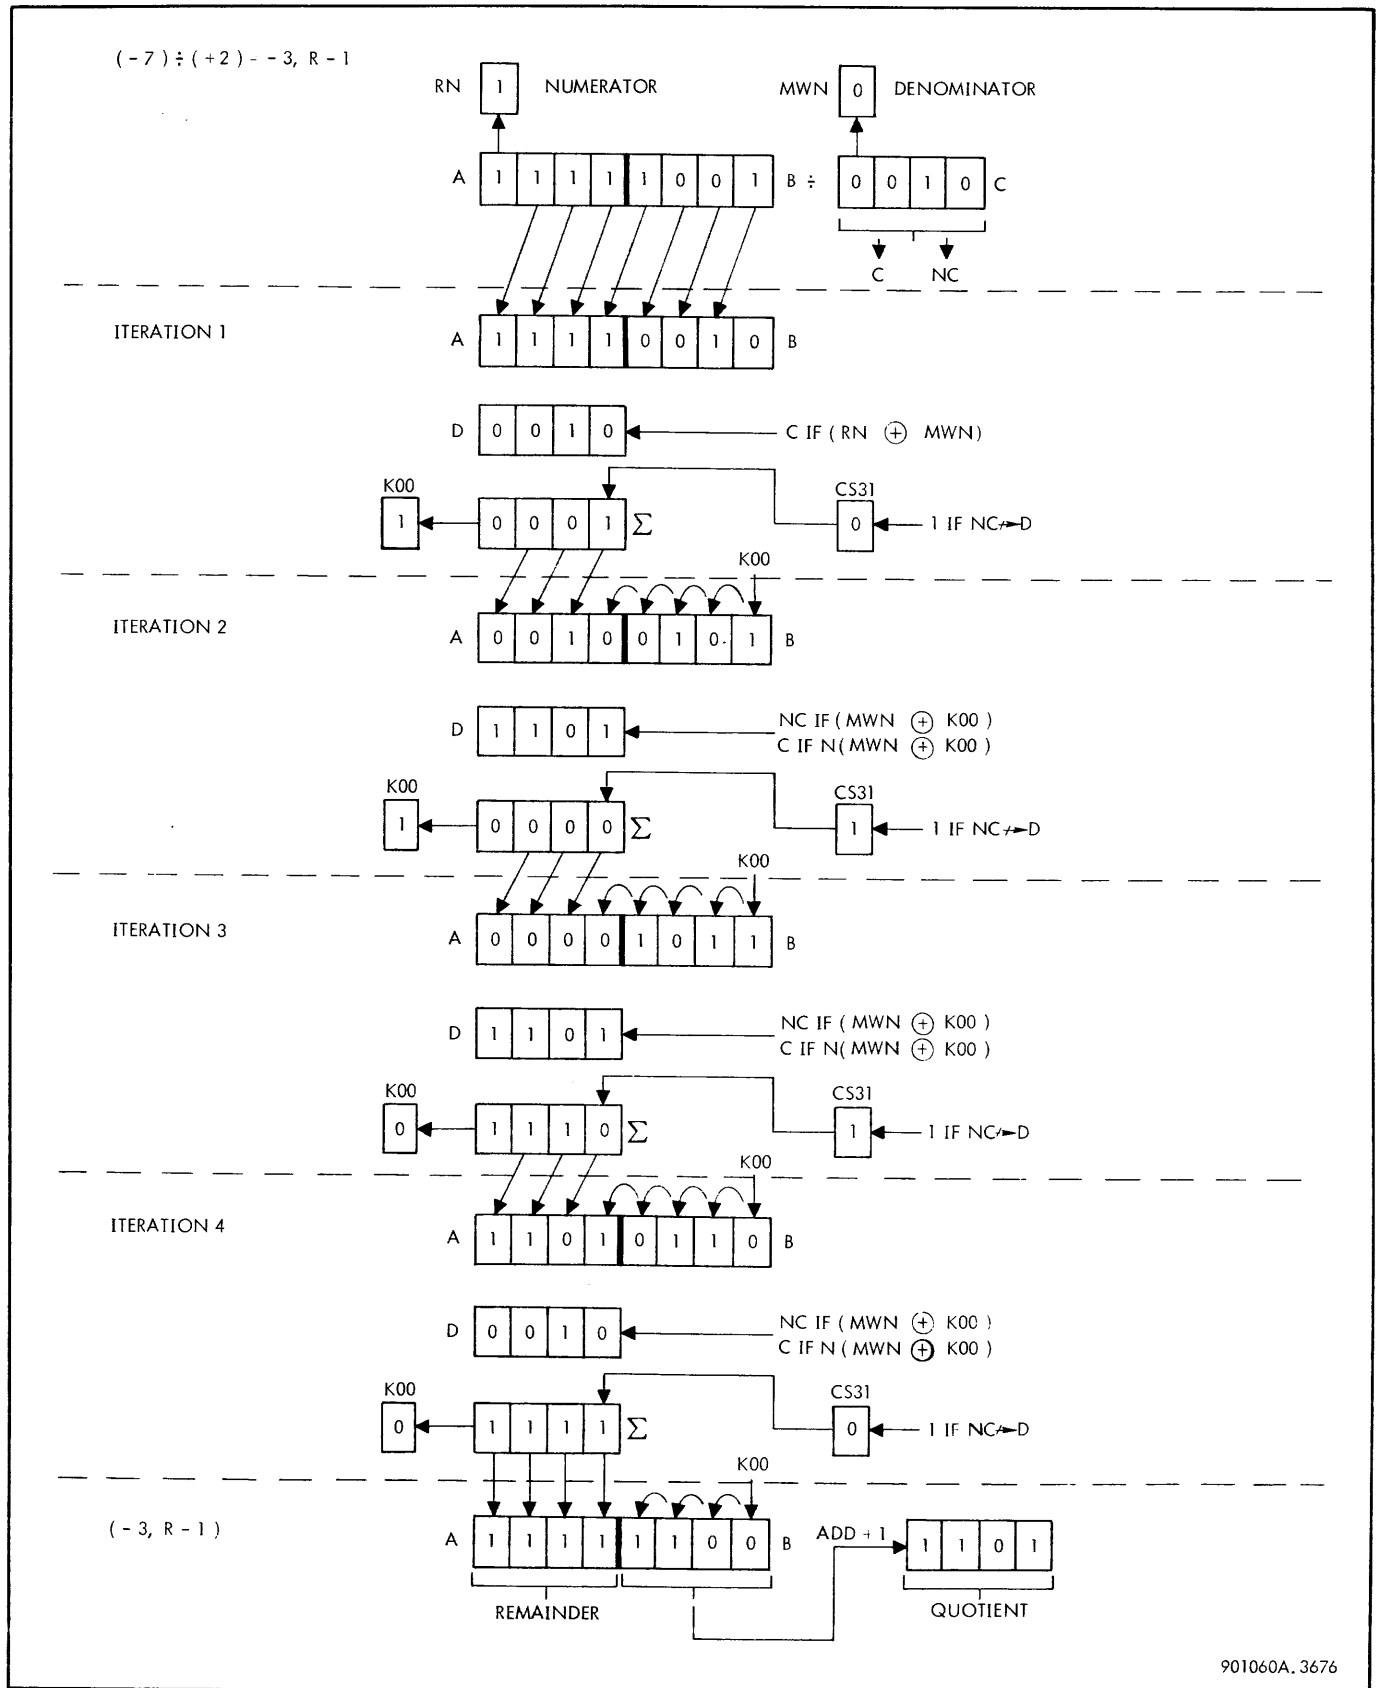 ( - 7 ) ÷ ( + 2 ) - - 3, R - 1
RN 1 NUMERATOR MWN 0 DENOMINATOR
A 1 1 1 1 1 0 0 1 B ÷ 0 0 1 0 C
C NC
ITERATION 1
A 1 1 1 1 0 0 1 0 B
D 0 0 1 0 C IF ( RN ⊕ MWN )
K00 CS31
1 0 0 0 1 Σ 0 1 IF NC↛D
K00
ITERATION 2
A 0 0 1 0 0 1 0. 1 B
D 1 1 0 1 NC IF ( MWN ⊕ K00 )
C IF N( MWN ⊕ K00 )
K00 CS31
1 0 0 0 0 Σ 1 1 IF NC↛D
K00
ITERATION 3
A 0 0 0 0 1 0 1 1 B
D 1 1 0 1 NC IF ( MWN ⊕ K00 )
C IF N( MWN ⊕ K00 )
K00 CS31
0 1 1 1 0 Σ 1 1 IF NC↛D
K00
ITERATION 4
A 1 1 0 1 0 1 1 0 B
D 0 0 1 0 NC IF ( MWN ⊕ K00 )
C IF N ( MWN ⊕ K00 )
K00 CS31
0 1 1 1 1 Σ 0 1 IF NC↛D
K00
( - 3, R - 1 )
A 1 1 1 1 1 1 0 0 B ADD + 1 1 1 0 1
REMAINDER QUOTIENT
901060A. 3676